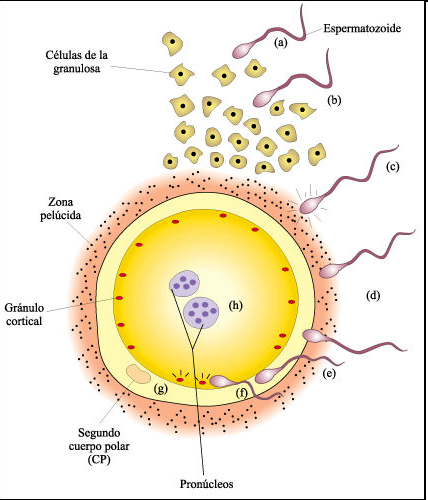 Espermatozoide
(a)
Células de la
granulosa
(b)
(c)
Zona
pelúcida
(d)
Gránulo
cortical
(h)
(e)
(g)
(f)
Segundo
cuerpo polar
(CP)
Pronúcleos